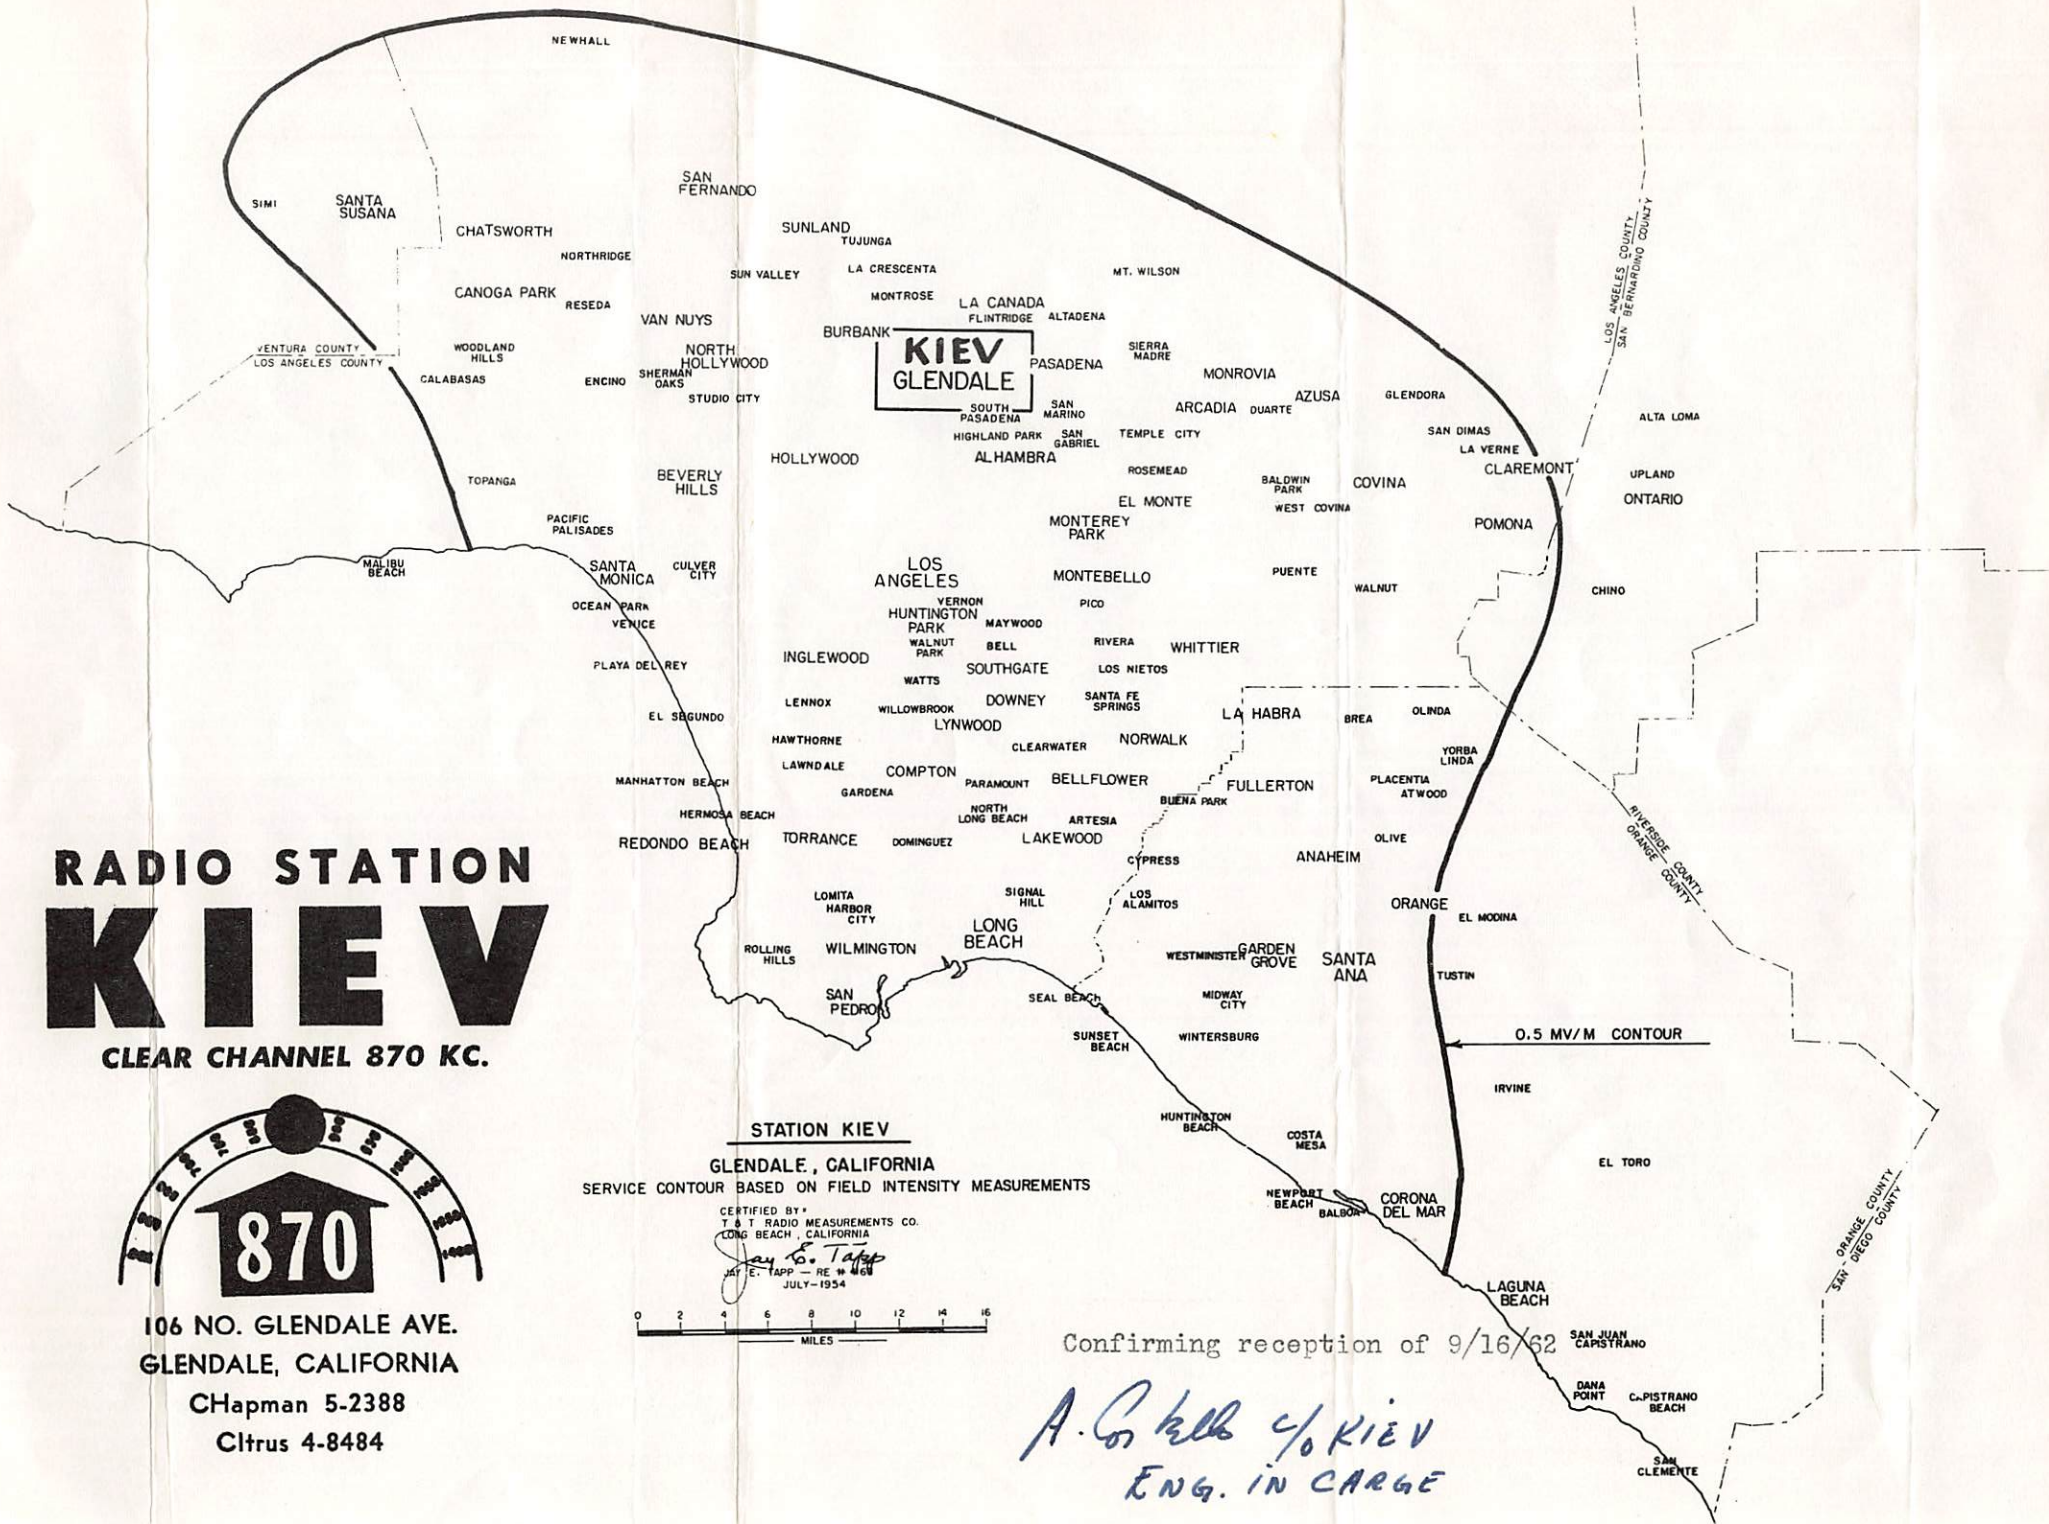 NEWHALL
SAN
FERNANDO
SIMI
SANTA
SUSANA
CHATSWORTH
NORTHRIDGE
SUNLAND
TUJUNGA
SUN VALLEY
LA CRESCENTA
MT. WILSON
CANOGA PARK
RESEDA
MONTROSE
LA CANADA
FLINTRIDGE
ALTADENA
VAN NUYS
BURBANK
KIEV
GLENDALE
PASADENA
SIERRA
MADRE
VENTURA COUNTY
LOS ANGELES COUNTY
WOODLAND
HILLS
NORTH
HOLLYWOOD
CALABASAS
ENCINO
SHERMAN
OAKS
STUDIO CITY
MONROVIA
AZUSA
GLENDORA
SOUTH
PASADENA
SAN
MARINO
ARCADIA
DUARTE
LOS ANGELES COUNTY
SAN BERNARDINO COUNTY
ALTA LOMA
HIGHLAND PARK
SAN
GABRIEL
TEMPLE CITY
SAN DIMAS
LA VERNE
CLAREMONT
HOLLYWOOD
ALHAMBRA
ROSEMEAD
UPLAND
ONTARIO
TOPANGA
BEVERLY
HILLS
EL MONTE
BALDWIN
PARK
COVINA
WEST COVINA
PACIFIC
PALISADES
MONTEREY
PARK
POMONA
MALIBU
BEACH
SANTA
MONICA
CULVER
CITY
LOS
ANGELES
MONTEBELLO
PUENTE
WALNUT
CHINO
OCEAN PARK
VENICE
VERNON
HUNTINGTON
PARK
MAYWOOD
PICO
WALNUT
PARK
BELL
RIVERA
WHITTIER
PLAYA DEL REY
INGLEWOOD
SOUTHGATE
LOS NIETOS
WATTS
LENNOX
WILLOWBROOK
DOWNEY
SANTA FE
SPRINGS
EL SEGUNDO
LYNWOOD
LA HABRA
BREA
OLINDA
HAWTHORNE
CLEARWATER
NORWALK
YORBA
LINDA
LAWNDALE
COMPTON
PARAMOUNT
BELLFLOWER
FULLERTON
PLACENTIA
ATWOOD
MANHATTON BEACH
GARDENA
BUENA PARK
HERMOSA BEACH
NORTH
LONG BEACH
ARTESIA
RIVERSIDE COUNTY
ORANGE COUNTY
REDONDO BEACH
TORRANCE
DOMINGUEZ
LAKEWOOD
OLIVE
CYPRESS
ANAHEIM
LOMITA
HARBOR
CITY
SIGNAL
HILL
LOS
ALAMITOS
ORANGE
EL MODINA
ROLLING
HILLS
WILMINGTON
LONG
BEACH
WESTMINISTER
GARDEN
GROVE
SANTA
ANA
TUSTIN
SAN
PEDRO
SEAL BEACH
MIDWAY
CITY
SUNSET
BEACH
WINTERSBURG
0.5 MV/M CONTOUR
IRVINE
HUNTINGTON
BEACH
COSTA
MESA
EL TORO
NEWPORT
BEACH
BALBOA
CORONA
DEL MAR
ORANGE COUNTY
SAN DIEGO COUNTY
LAGUNA
BEACH
SAN JUAN
CAPISTRANO
DANA
POINT
CAPISTRANO
BEACH
SAN
CLEMENTE
RADIO STATION
KIEV
CLEAR CHANNEL 870 KC.
870
106 NO. GLENDALE AVE.
GLENDALE, CALIFORNIA
CHapman 5-2388
CItrus 4-8484
STATION KIEV
GLENDALE, CALIFORNIA
SERVICE CONTOUR BASED ON FIELD INTENSITY MEASUREMENTS
CERTIFIED BY:
T & T RADIO MEASUREMENTS CO.
LONG BEACH, CALIFORNIA
Jay E. Tapp
JAY E. TAPP — RE #
JULY-1954
0 2 4 6 8 10 12 14 16
MILES
Confirming reception of 9/16/62
A. Costello c/o KIEV
ENG. IN CARGE